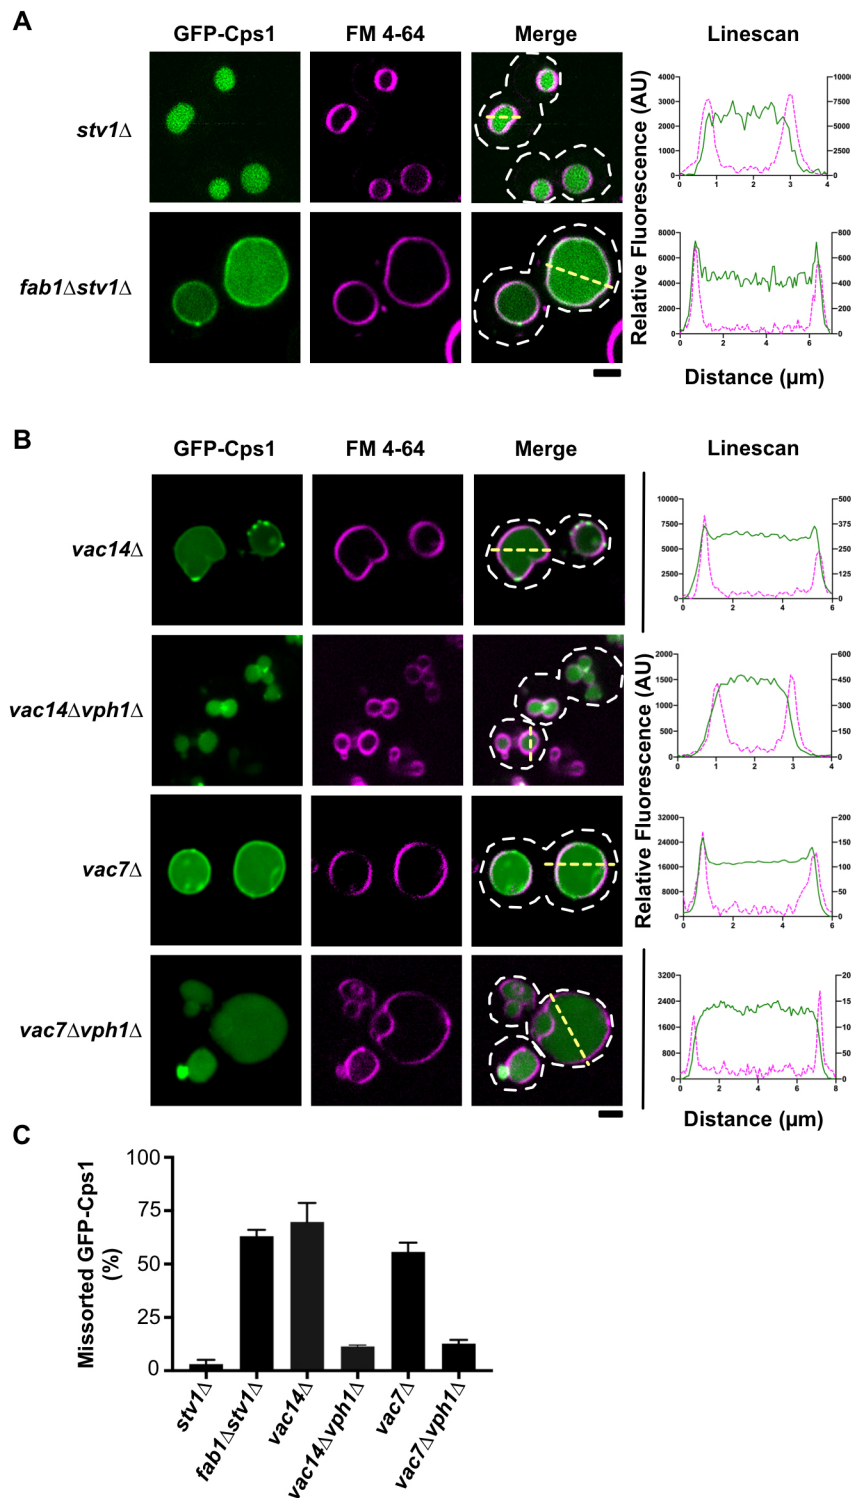 A
GFP-Cps1 FM 4-64 Merge Linescan
stv1Δ
4000 3000 2000 1000 0
10000 7500 5000 2500 0
0 1 2 3 4
fab1Δstv1Δ
8000 6000 4000 2000 0
800 600 400 200 0
0 2 4 6
Relative Fluorescence (AU)
Distance (µm)
B
GFP-Cps1 FM 4-64 Merge Linescan
vac14Δ
10000 7500 5000 2500 0
500 375 250 125 0
0 2 4 6
vac14Δvph1Δ
2000 1500 1000 500 0
600 450 300 150 0
0 1 2 3 4
vac7Δ
32000 24000 16000 8000 0
200 150 100 50 0
0 2 4 6
vac7Δvph1Δ
3200 2400 1600 800 0
20 15 10 50 0
0 2 4 6 8
Relative Fluorescence (AU)
Distance (µm)
C
Missorted GFP-Cps1
(%)
100
75
50
25
0
stv1Δ
fab1Δstv1Δ
vac14Δ
vac14Δvph1Δ
vac7Δ
vac7Δvph1Δ